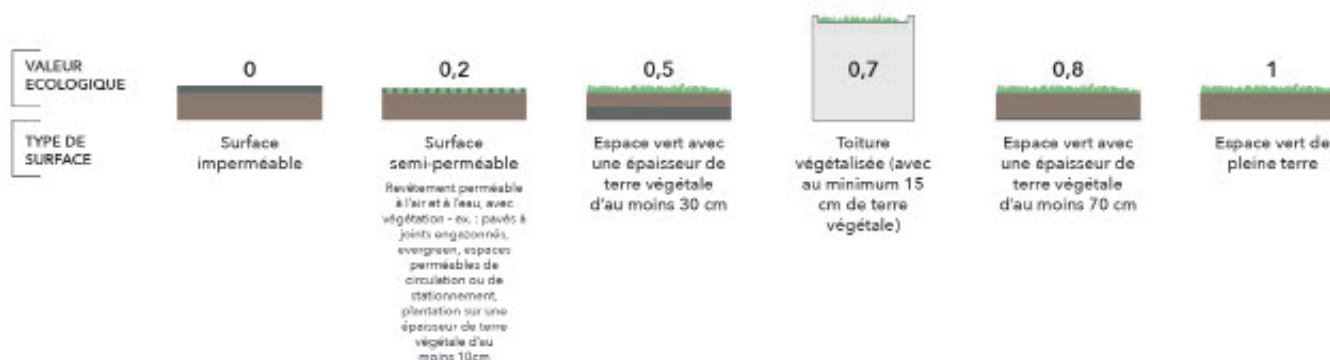 VALEUR
ECOLOGIQUE
0
0,2
0,5
0,7
0,8
1
TYPE DE
SURFACE
Surface
imperméable
Surface
semi-perméable
Revêtement perméable
à l'air et à l'eau, avec
végétation - ex. : pavés à
joints engazonnés,
evergreen, espaces
perméables de
circulation ou de
stationnement,
plantation sur une
épaisseur de terre
végétale d'au
moins 10cm
Espace vert avec
une épaisseur de
terre végétale
d'au moins 30 cm
Toiture
végétalisée (avec
au minimum 15
cm de terre
végétale)
Espace vert avec
une épaisseur de
terre végétale
d'au moins 70 cm
Espace vert de
pleine terre